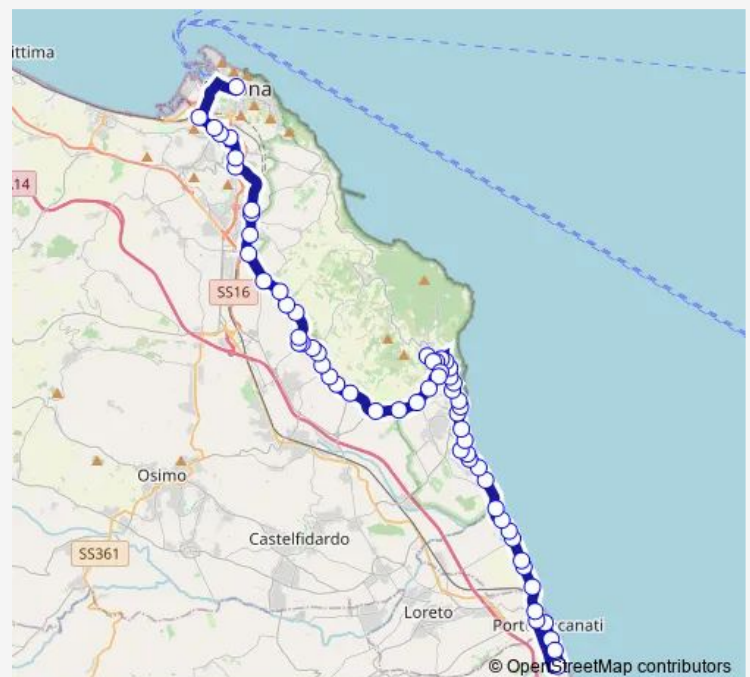 ittima
na
14
SS16
Osimo
Castelfidardo
SS361
Loreto
Port canati
© OpenStreetMap contributors